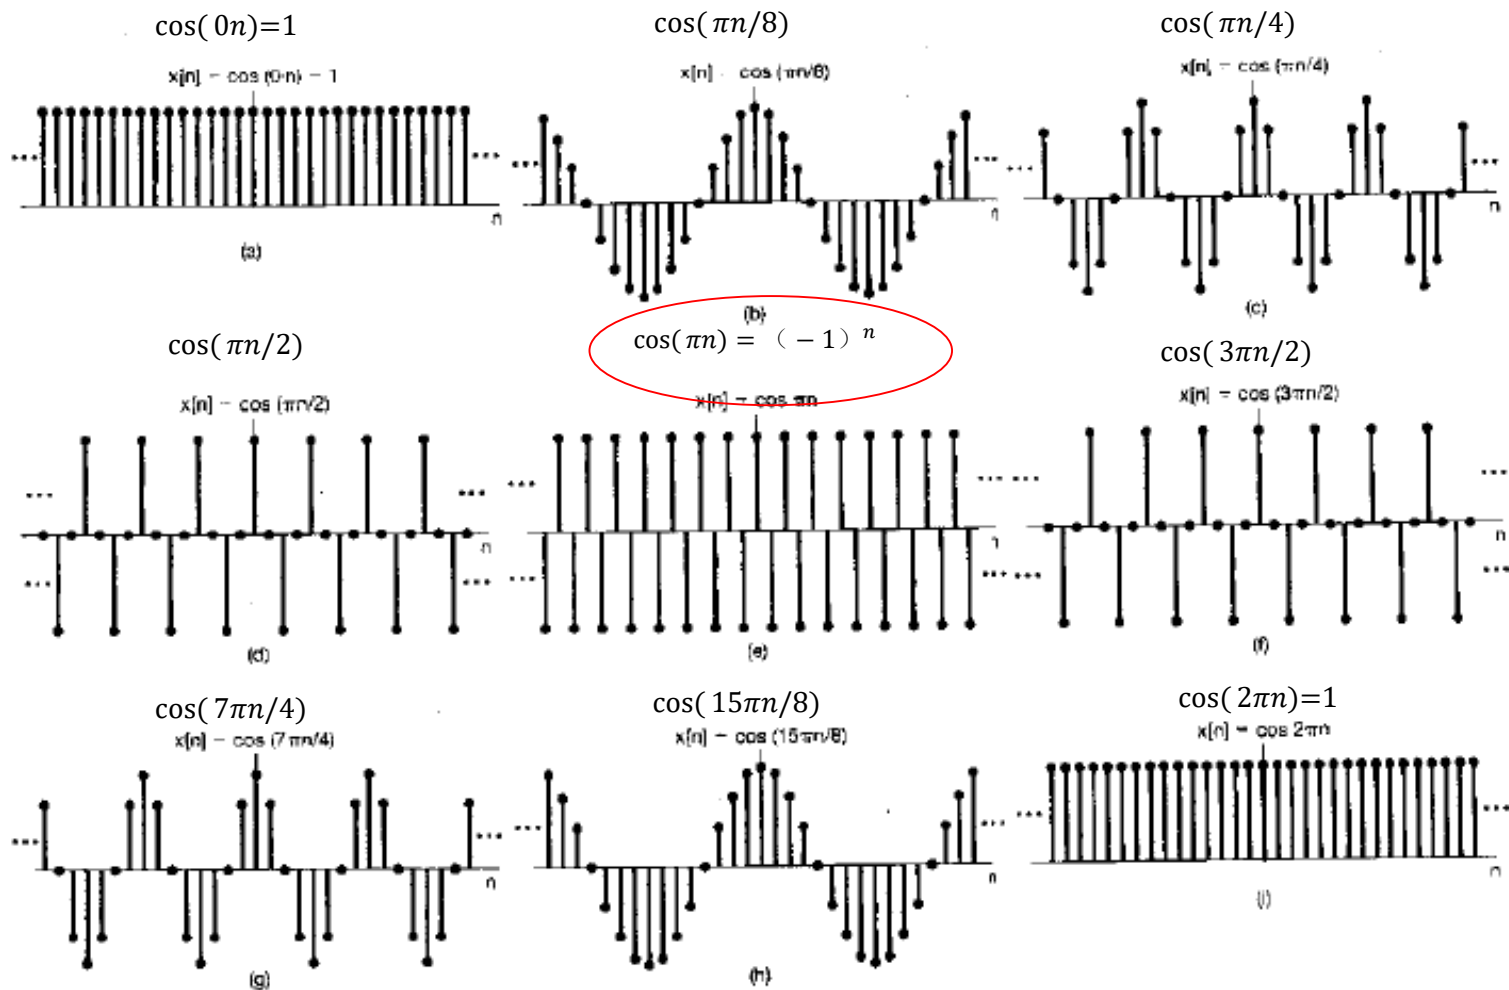 cos( 0n)=1
x[n] = cos (0·n) = 1
n
(a)
cos( πn/8)
x[n] cos (πn/8)
n
(b)
cos( πn/4)
x[n] = cos (πn/4)
n
(c)
cos( πn/2)
x[n] = cos (πn/2)
n
(d)
cos( πn) = （ − 1） ⁿ
x[n] = cos πn
n
(e)
cos( 3πn/2)
x[n] = cos (3πn/2)
n
(f)
cos( 7πn/4)
x[n] = cos (7πn/4)
n
(g)
cos( 15πn/8)
x[n] = cos (15πn/8)
n
(h)
cos( 2πn)=1
x[n] = cos 2πn
n
(i)